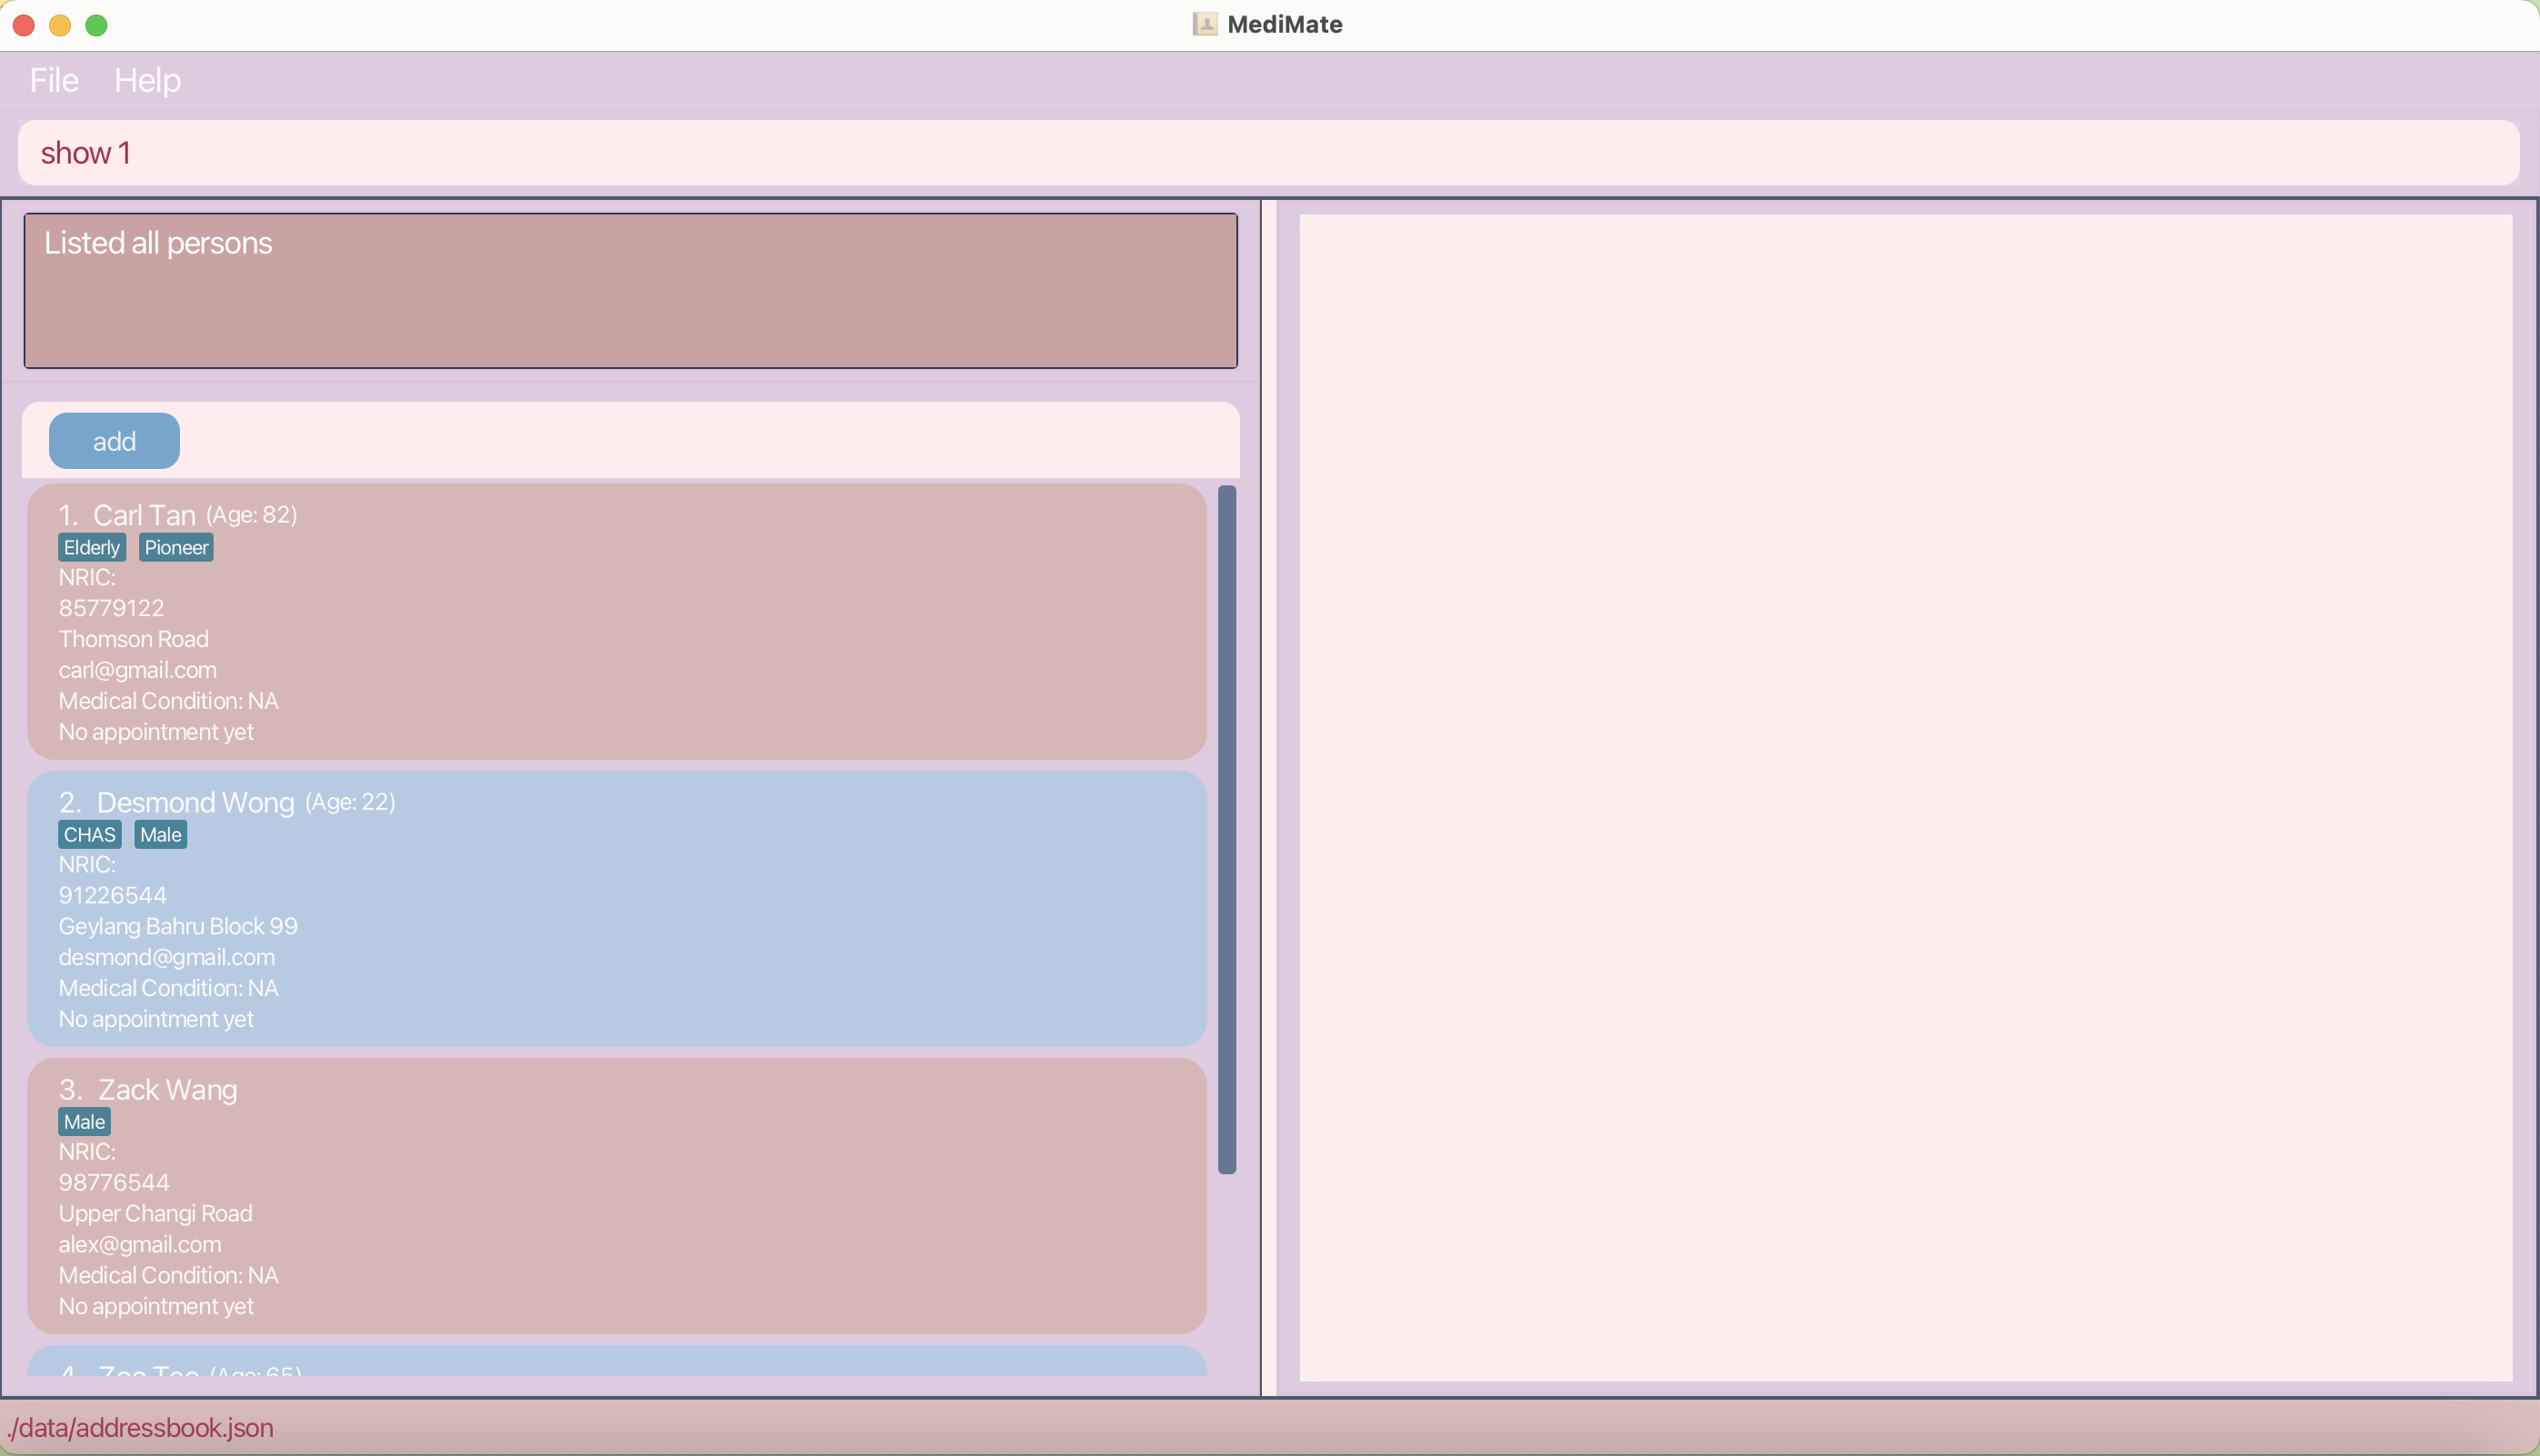 MediMate
File Help
show 1
Listed all persons
add
1. Carl Tan (Age: 82)
Elderly Pioneer
NRIC:
85779122
Thomson Road
carl@gmail.com
Medical Condition: NA
No appointment yet
2. Desmond Wong (Age: 22)
CHAS Male
NRIC:
91226544
Geylang Bahru Block 99
desmond@gmail.com
Medical Condition: NA
No appointment yet
3. Zack Wang
Male
NRIC:
98776544
Upper Changi Road
alex@gmail.com
Medical Condition: NA
No appointment yet
4. (Age: 65)
./data/addressbook.json